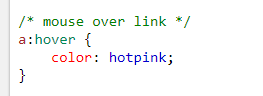 /* mouse over link */
a:hover {
    color: hotpink;
}